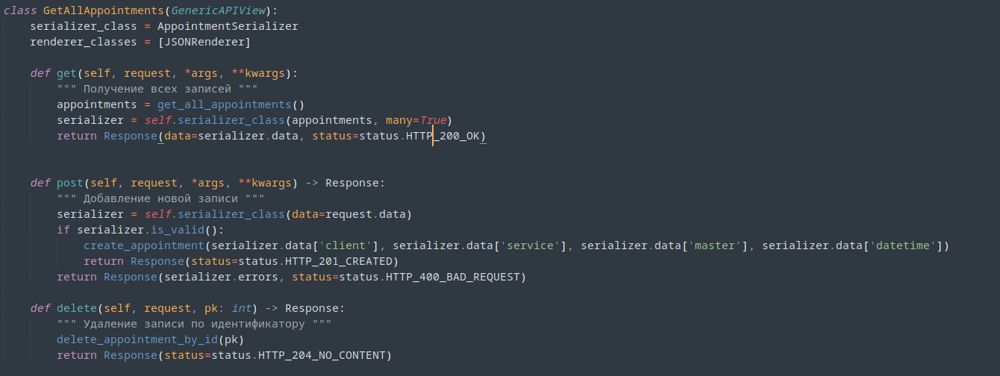 class GetAllAppointments(GenericAPIView):
    serializer_class = AppointmentSerializer
    renderer_classes = [JSONRenderer]
    def get(self, request, *args, **kwargs):
        """ Получение всех записей """
        appointments = get_all_appointments()
        serializer = self.serializer_class(appointments, many=True)
        return Response(data=serializer.data, status=status.HTTP_200_OK)
    def post(self, request, *args, **kwargs) -> Response:
        """ Добавление новой записи """
        serializer = self.serializer_class(data=request.data)
        if serializer.is_valid():
            create_appointment(serializer.data['client'], serializer.data['service'], serializer.data['master'], serializer.data['datetime'])
            return Response(status=status.HTTP_201_CREATED)
        return Response(serializer.errors, status=status.HTTP_400_BAD_REQUEST)
    def delete(self, request, pk: int) -> Response:
        """ Удаление записи по идентификатору """
        delete_appointment_by_id(pk)
        return Response(status=status.HTTP_204_NO_CONTENT)